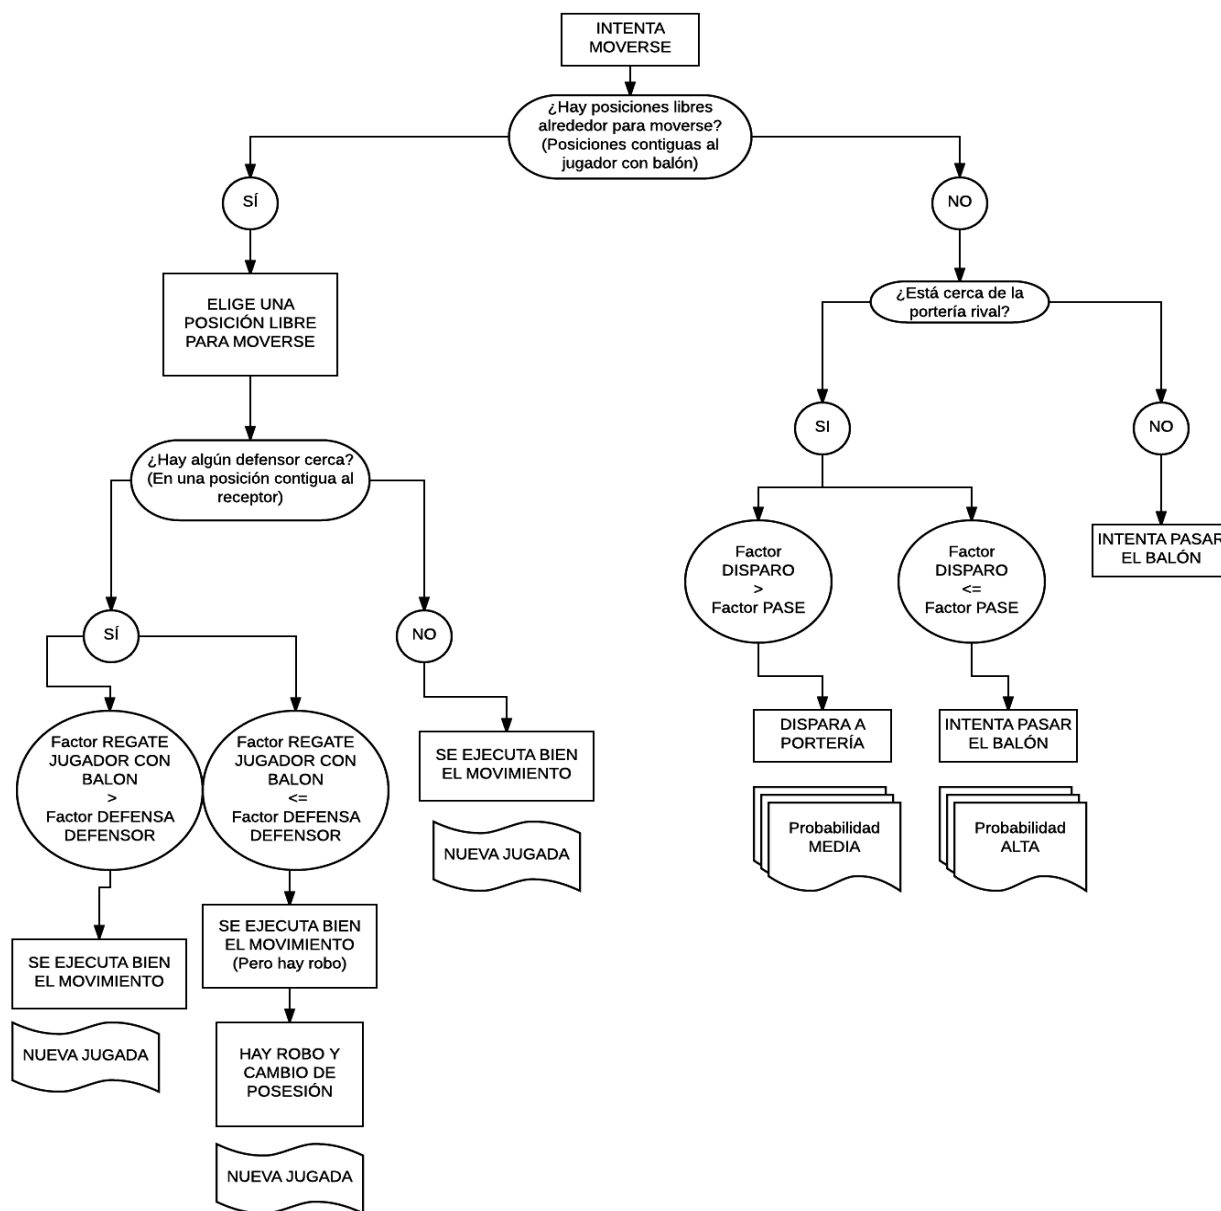 INTENTA
MOVERSE
¿Hay posiciones libres
alrededor para moverse?
(Posiciones contiguas al
jugador con balón)
SÍ
NO
ELIGE UNA
POSICIÓN LIBRE
PARA MOVERSE
¿Está cerca de la
portería rival?
SI
NO
¿Hay algún defensor cerca?
(En una posición contigua al
receptor)
Factor
DISPARO
>
Factor PASE
Factor
DISPARO
<=
Factor PASE
INTENTA PASAR
EL BALÓN
SÍ
NO
Factor REGATE
JUGADOR CON
BALON
>
Factor DEFENSA
DEFENSOR
Factor REGATE
JUGADOR CON
BALON
<=
Factor DEFENSA
DEFENSOR
SE EJECUTA BIEN
EL MOVIMIENTO
NUEVA JUGADA
DISPARA A
PORTERÍA
INTENTA PASAR
EL BALÓN
Probabilidad
MEDIA
Probabilidad
ALTA
SE EJECUTA BIEN
EL MOVIMIENTO
NUEVA JUGADA
SE EJECUTA BIEN
EL MOVIMIENTO
(Pero hay robo)
HAY ROBO Y
CAMBIO DE
POSESIÓN
NUEVA JUGADA